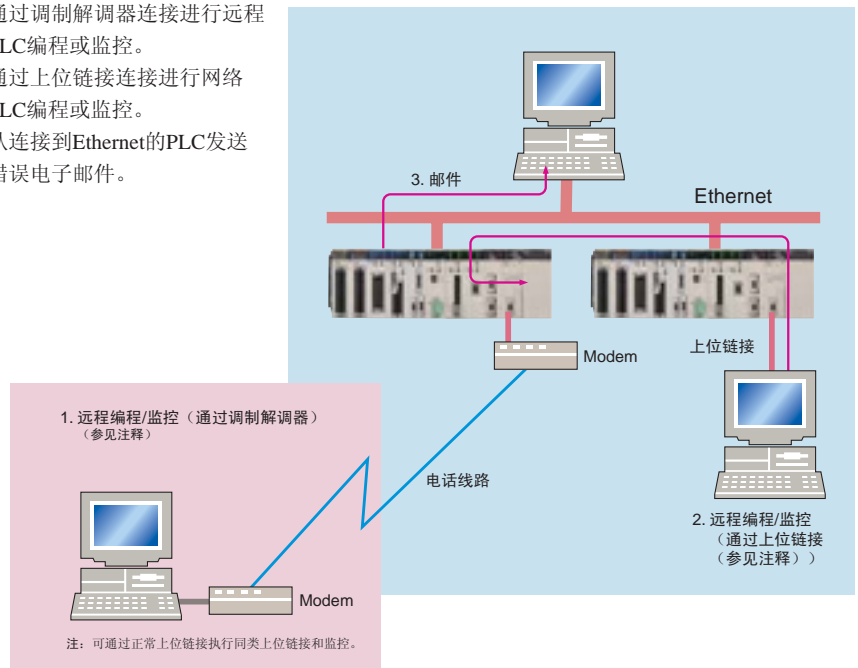 通过调制解调器连接进行远程
PLC编程或监控。
通过上位链接连接进行网络
PLC编程或监控。
从连接到Ethernet的PLC发送
错误电子邮件。
3. 邮件
Ethernet
Modem
上位链接
1. 远程编程/监控（通过调制解调器）
（参见注释）
电话线路
2. 远程编程/监控
（通过上位链接
（参见注释））
Modem
注：可通过正常上位链接执行同类上位链接和监控。